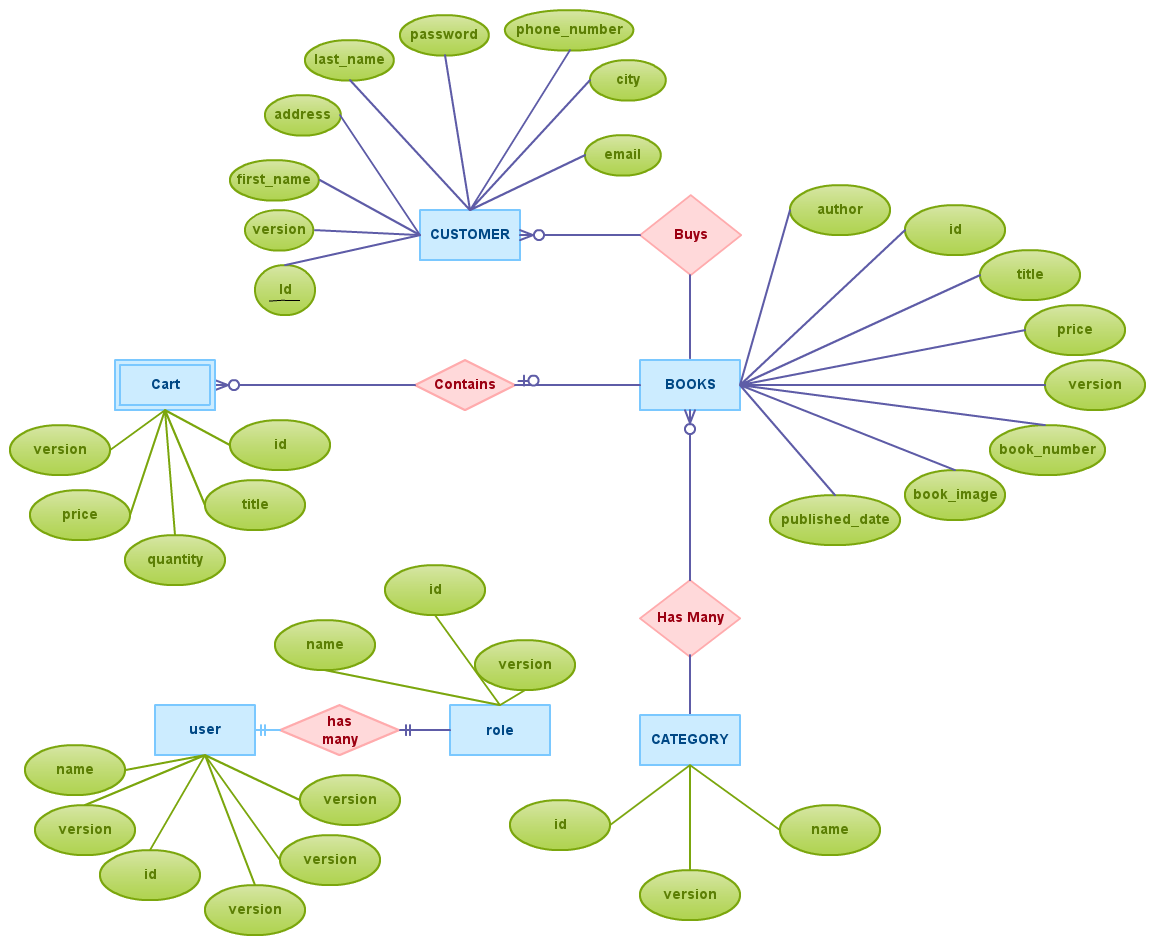 phone_number
password
last_name
city
address
email
first_name
version
Id
CUSTOMER
Buys
author
id
title
price
version
book_number
book_image
published_date
BOOKS
Contains
Cart
version
id
price
title
quantity
Has Many
CATEGORY
id
name
version
id
name
version
role
has
many
user
name
version
version
id
version
version